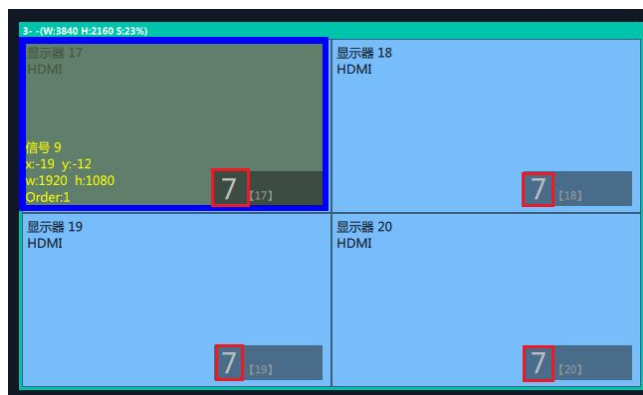 3- -(W:3840 H:2160 S:23%)
显示器 17
HDMI
信号 9
x:-19 y:-12
w:1920 h:1080
Order:1
7【17】
显示器 18
HDMI
7【18】
显示器 19
HDMI
7【19】
显示器 20
HDMI
7【20】